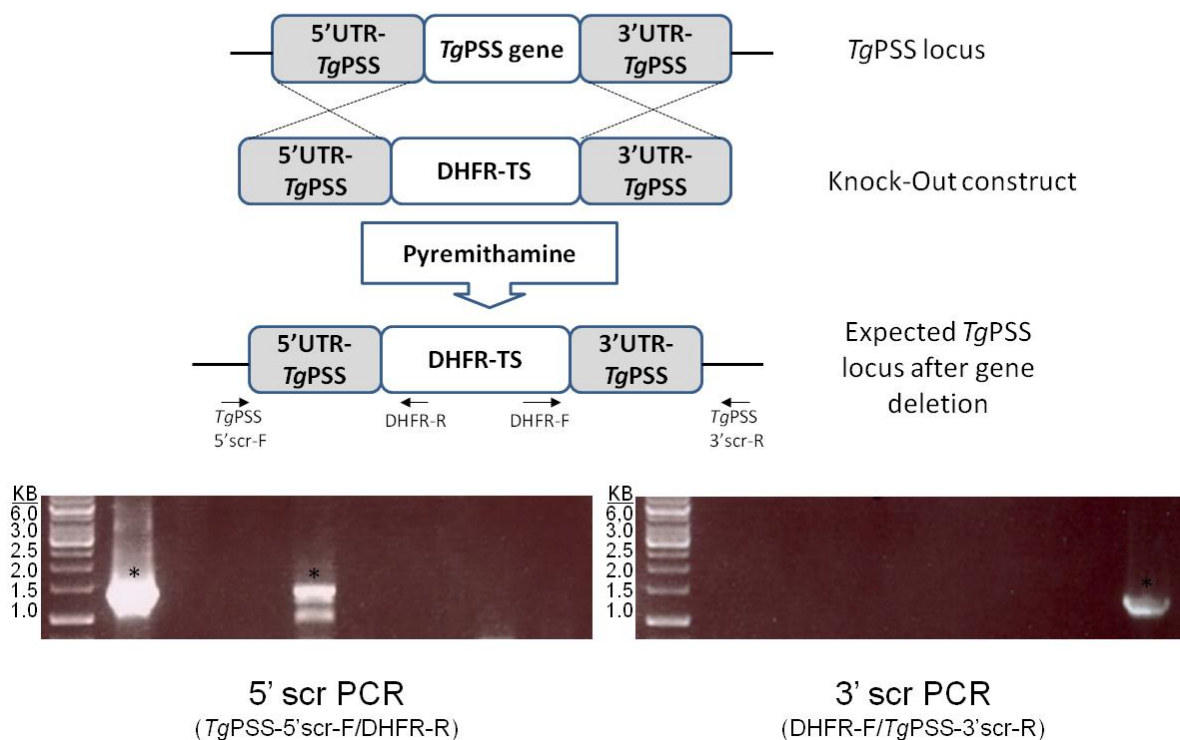 5'UTR-
TgPSS
TgPSS gene
3'UTR-
TgPSS
TgPSS locus
5'UTR-
TgPSS
DHFR-TS
3'UTR-
TgPSS
Knock-Out construct
Pyremithamine
5'UTR-
TgPSS
DHFR-TS
3'UTR-
TgPSS
Expected TgPSS
locus after gene
deletion
TgPSS
5'scr-F
DHFR-R
DHFR-F
TgPSS
3'scr-R
KB
6,0
3.0
2.5
2.0
1.5
1.0
*
*
KB
6,0
3.0
2.5
2.0
1.5
1.0
*
5' scr PCR
(TgPSS-5'scr-F/DHFR-R)
3' scr PCR
(DHFR-F/TgPSS-3'scr-R)